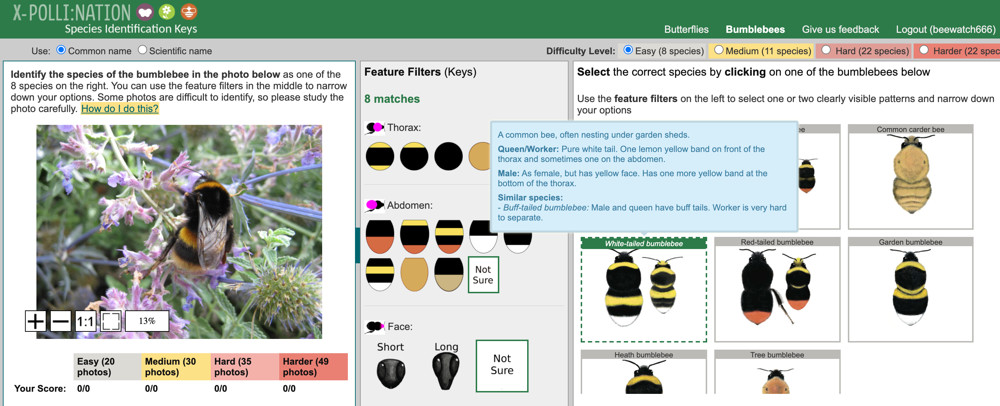 X-POLLI:NATION
Species Identification Keys
Butterflies Bumblebees Give us feedback Logout (beewatch666)
Use: Common name Scientific name
Difficulty Level: Easy (8 species) Medium (11 species) Hard (22 species) Harder (22 spec
Identify the species of the bumblebee in the photo below as one of the
8 species on the right. You can use the feature filters in the middle to narrow
down your options. Some photos are difficult to identify, so please study the
photo carefully. How do I do this?
13%
1:1
Easy (20 photos) Medium (30 photos) Hard (35 photos) Harder (49 photos)
Your Score: 0/0 0/0 0/0 0/0
Feature Filters (Keys)
8 matches
Thorax:
Abdomen:
Not
Sure
Face:
Short
Long
Not
Sure
Select the correct species by clicking on one of the bumblebees below
Use the feature filters on the left to select one or two clearly visible patterns and narrow down
your options
A common bee, often nesting under garden sheds.
Queen/Worker: Pure white tail. One lemon yellow band on front of the
thorax and sometimes one on the abdomen.
Male: As female, but has yellow face. Has one more yellow band at the
bottom of the thorax.
Similar species:
- Buff-tailed bumblebee: Male and queen have buff tails. Worker is very hard
to separate.
ee
Common carder bee
White-tailed bumblebee
Red-tailed bumblebee
Garden bumblebee
Heath bumblebee
Tree bumblebee